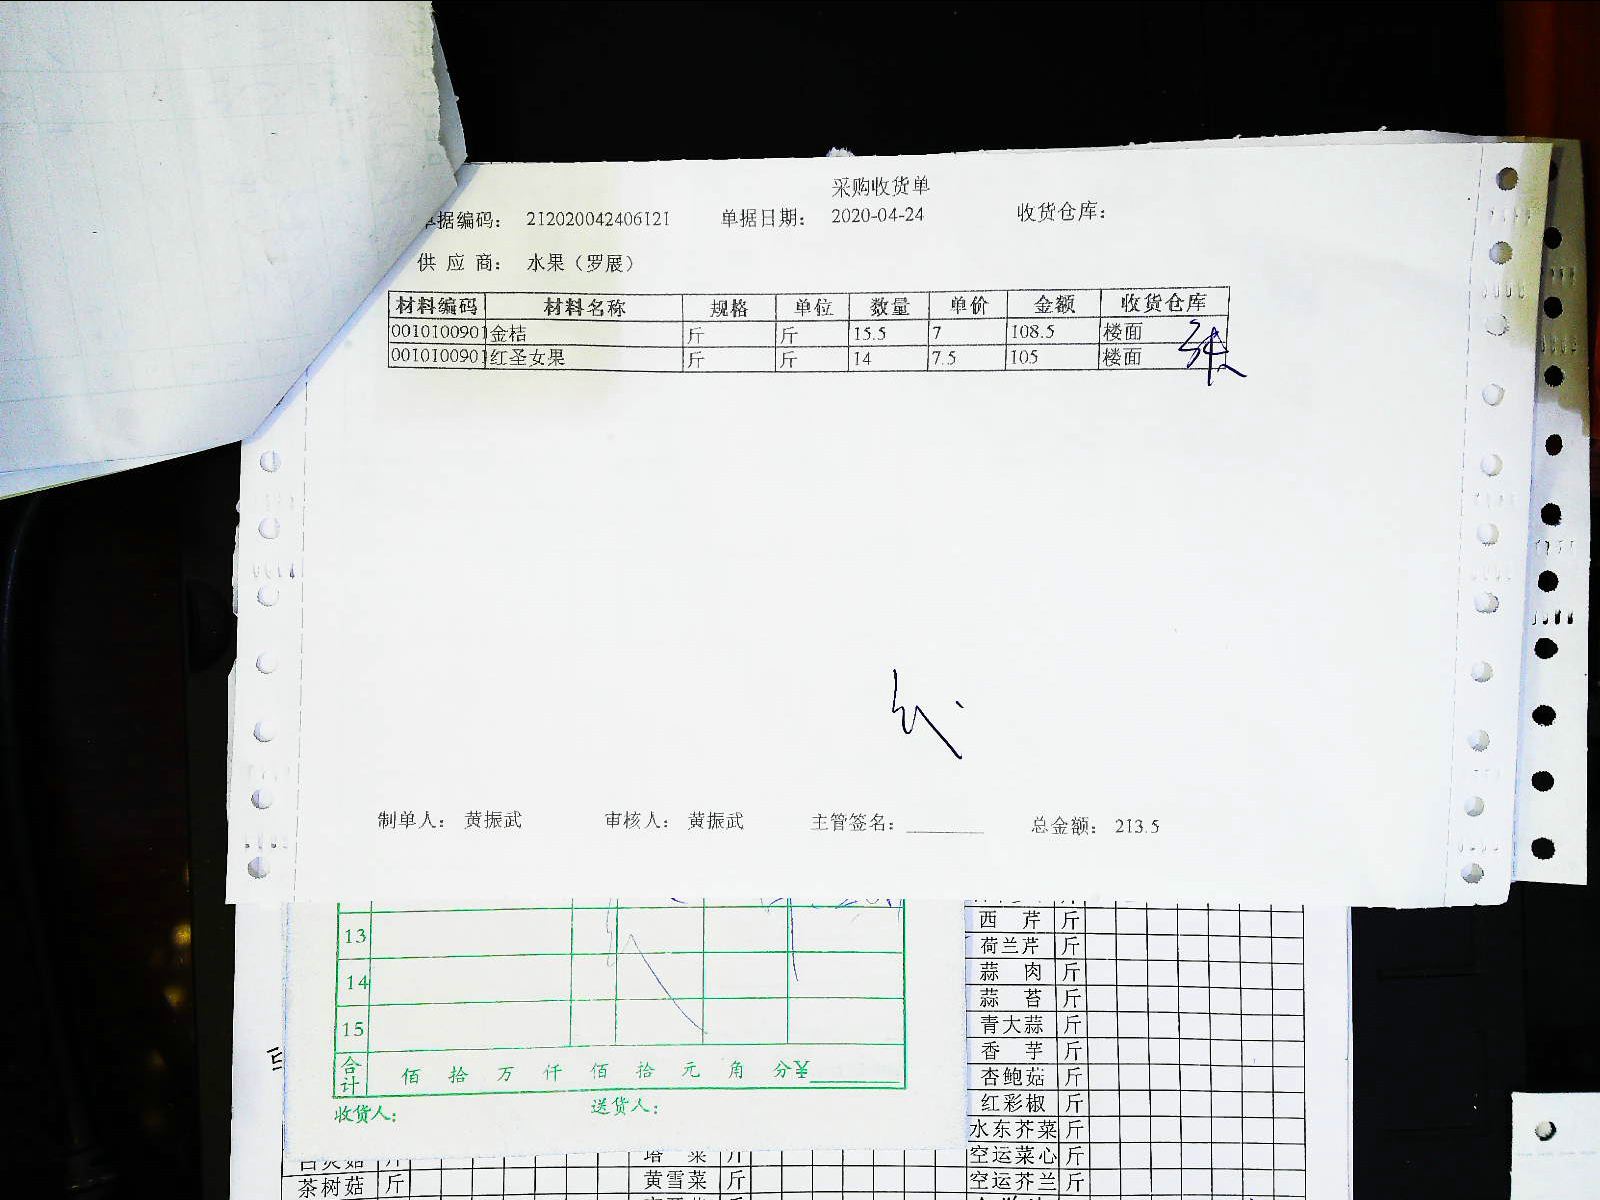 采购收货单
单据编码： 212020042406121 单据日期： 2020-04-24 收货仓库：
供 应 商： 水果（罗展）
材料编码 材料名称 规格 单位 数量 单价 金额 收货仓库
0010100901 金桔 斤 斤 15.5 7 108.5 楼面
0010100901 红圣女果 斤 斤 14 7.5 105 楼面
制单人： 黄振武 审核人： 黄振武 主管签名： 总金额： 213.5
13
14
15
合计 佰 拾 万 仟 佰 拾 元 角 分 ¥
收货人： 送货人：
西 芹 斤
荷兰芹 斤
蒜 肉 斤
蒜 苔 斤
青大蒜 斤
香 芋 斤
杏鲍菇 斤
红彩椒 斤
水东芥菜 斤
塔 菜 斤 空运菜心 斤
茶树菇 斤 黄雪菜 斤 空运芥兰 斤